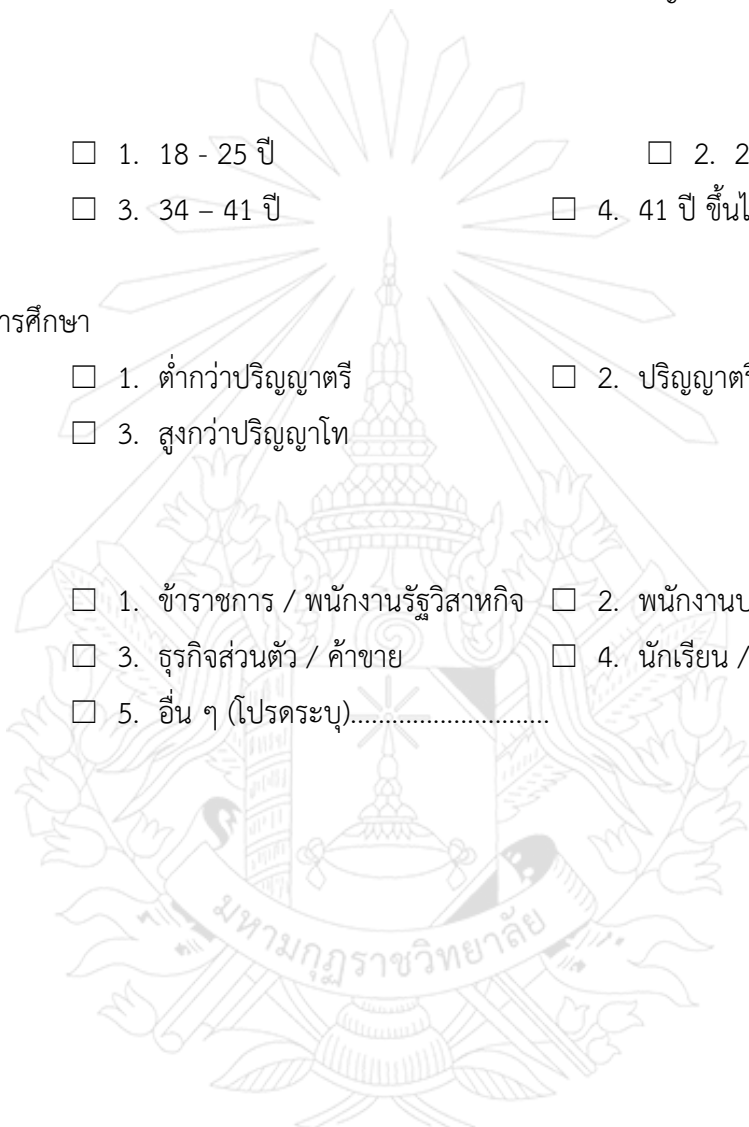 ☐ 1. 18 - 25 ปี ☐ 2. 2
☐ 3. 34 – 41 ปี ☐ 4. 41 ปี ขึ้นไ
ารศึกษา
☐ 1. ต่ำกว่าปริญญาตรี ☐ 2. ปริญญาตรี
☐ 3. สูงกว่าปริญญาโท
☐ 1. ข้าราชการ / พนักงานรัฐวิสาหกิจ ☐ 2. พนักงานบ
☐ 3. ธุรกิจส่วนตัว / ค้าขาย ☐ 4. นักเรียน /
☐ 5. อื่น ๆ (โปรดระบุ)............................
มหามกุฏราชวิทยาลัย